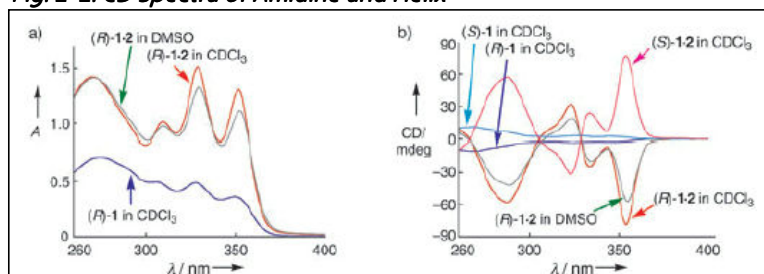 Fig. 2-2. CD Spectra of Amidine and Helix
a)
(R)-1·2 in DMSO
(R)-1·2 in CDCl3
1.5
1.0
A
0.5
0
(R)-1 in CDCl3
260 300 350 400
λ / nm
b)
(S)-1 in CDCl3
(R)-1 in CDCl3
(S)-1·2 in CDCl3
90
60
30
0
CD/
mdeg
−30
−60
−90
(R)-1·2 in DMSO
(R)-1·2 in CDCl3
260 300 350 400
λ / nm